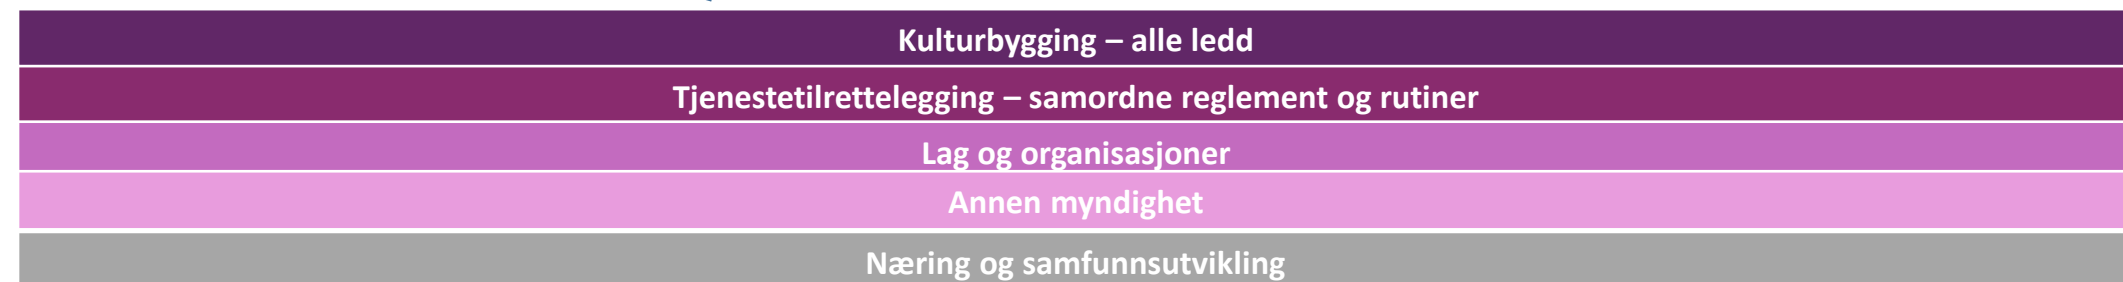 Kulturbygging – alle ledd
Tjenestetilrettelegging – samordne reglement og rutiner
Lag og organisasjoner
Annen myndighet
Næring og samfunnsutvikling